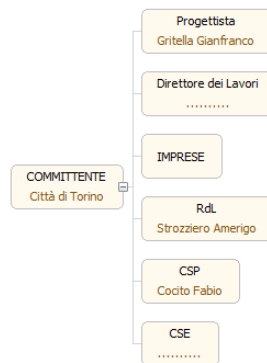 Progettista
Gritella Gianfranco
Direttore dei Lavori
..........
IMPRESE
COMMITTENTE
Città di Torino
RdL
Strozziero Amerigo
CSP
Cocito Fabio
CSE
..........